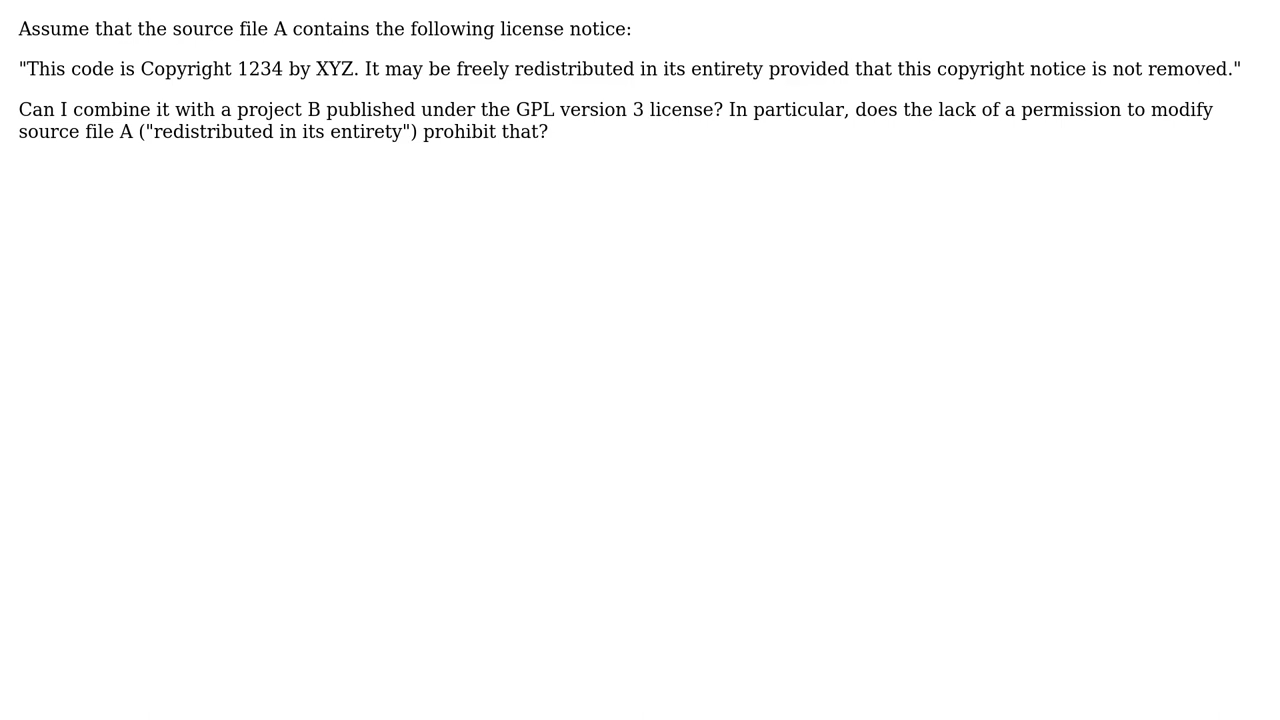 Assume that the source file A contains the following license notice:
"This code is Copyright 1234 by XYZ. It may be freely redistributed in its entirety provided that this copyright notice is not removed."
Can I combine it with a project B published under the GPL version 3 license? In particular, does the lack of a permission to modify
source file A ("redistributed in its entirety") prohibit that?